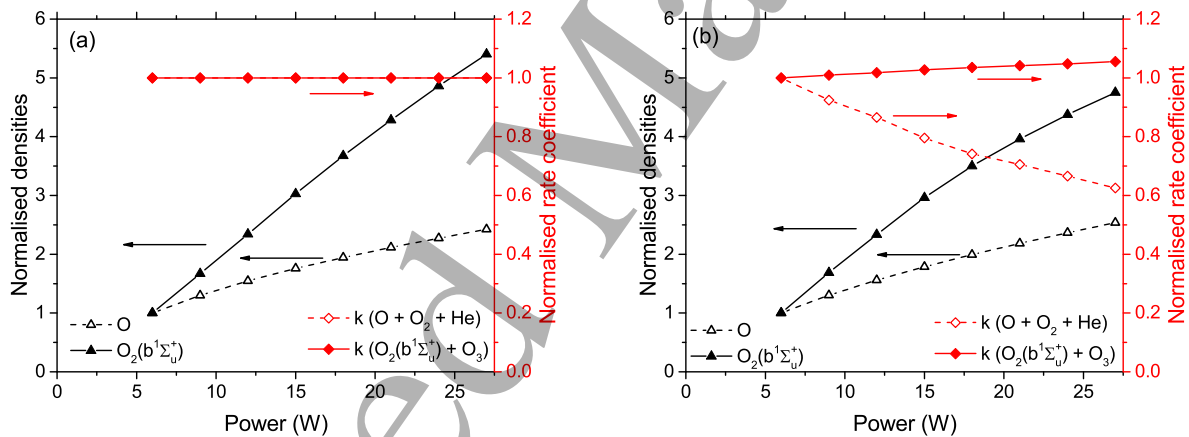 (a)
6
5
4
3
2
1
0
Normalised densities
1.2
1.0
0.8
0.6
0.4
0.2
0.0
Normalised rate coefficient
O
O₂(b¹Σᵤ⁺)
k (O + O₂ + He)
k (O₂(b¹Σᵤ⁺) + O₃)
0 5 10 15 20 25
Power (W)
(b)
6
5
4
3
2
1
0
Normalised densities
1.2
1.0
0.8
0.6
0.4
0.2
0.0
Normalised rate coefficient
O
O₂(b¹Σᵤ⁺)
k (O + O₂ + He)
k (O₂(b¹Σᵤ⁺) + O₃)
0 5 10 15 20 25
Power (W)
ed Ma